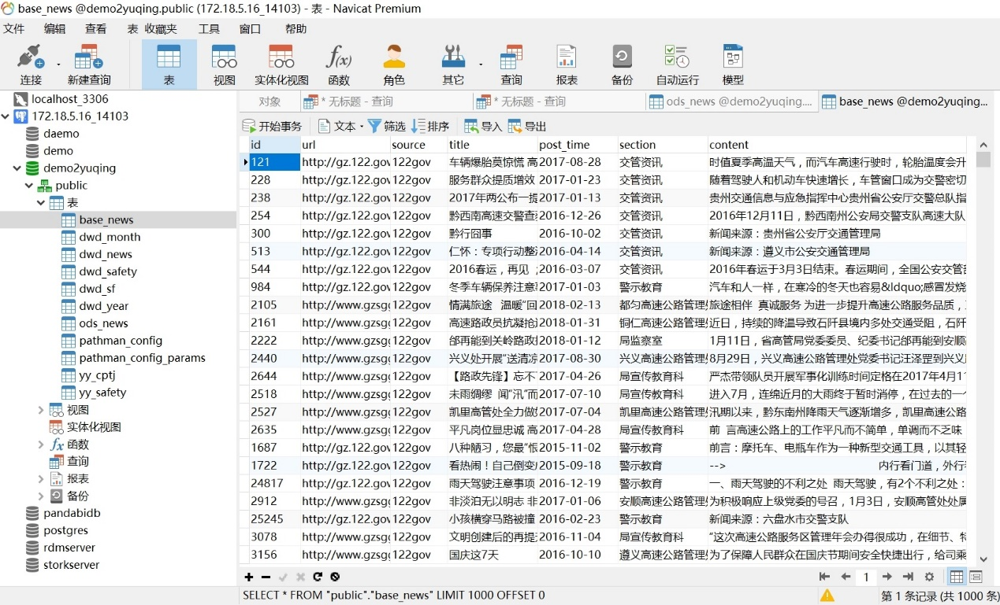 base_news @demo2yuqing.public (172.18.5.16_14103) - 表 - Navicat Premium
文件 编辑 查看 表 收藏夹 工具 窗口 帮助
连接 新建查询 表 视图 实体化视图 函数 角色 其它 查询 报表 备份 自动运行 模型
localhost_3306
172.18.5.16_14103
daemo
demo
demo2yuqing
public
表
base_news
dwd_month
dwd_news
dwd_safety
dwd_sf
dwd_year
ods_news
pathman_config
pathman_config_params
yy_cptj
yy_safety
视图
实体化视图
函数
查询
报表
备份
pandabidb
postgres
rdmserver
storkserver
对象 * 无标题 - 查询 * 无标题 - 查询 ods_news @demo2yuqing.... base_news @demo2yuqing...
开始事务 文本 筛选 排序 导入 导出
id url source title post_time section content
121 http://gz.122.gov 122gov 车辆爆胎莫惊慌 高 2017-08-28 交管资讯 时值夏季高温天气，而汽车高速行驶时，轮胎温度会升
228 http://gz.122.gov 122gov 服务群众提质增效 2017-01-23 交管资讯 随着驾驶人和机动车快速增长，车管窗口成为交警密切
238 http://gz.122.gov 122gov 2017年两公布一提 2017-01-13 交管资讯 贵州交通信息与应急指挥中心贵州省公安厅交警总队指
254 http://gz.122.gov 122gov 黔西南高速交警查 2016-12-26 交管资讯 2016年12月11日，黔西南州公安局交警支队高速大队
300 http://gz.122.gov 122gov 黔行囧事 2016-10-02 交管资讯 新闻来源：贵州省公安厅交通管理局
513 http://gz.122.gov 122gov 仁怀：专项行动整 2016-04-14 交管资讯 新闻来源：遵义市公安交通管理局
544 http://gz.122.gov 122gov 2016春运，再见 2016-03-07 交管资讯 2016年春运于3月3日结束。春运期间，全国公安交管
984 http://gz.122.gov 122gov 冬季车辆保养注意 2017-01-03 警示教育 汽车和人一样，在寒冷的冬天也容易&ldquo;感冒发烧
2105 http://www.gzsg 122gov 情满旅途 温暖“回 2018-02-13 都匀高速公路管理 旅途相伴 真诚服务 为进一步提升高速公路服务品质，
2161 http://www.gzsg 122gov 高速路政员抗凝抢 2018-01-31 铜仁高速公路管理 近日，持续的降温导致石阡县境内多处交通受阻，石阡
2222 http://www.gzsg 122gov 邰再能到关岭路政 2018-01-12 局监察室 1月11日，省高管局党委委员、纪委书记邰再能到安顺
2440 http://www.gzsg 122gov 兴义处开展“送清凉 2017-08-30 兴义高速公路管理 8月29日，兴义高速公路管理处党委书记汪泽罡到兴义
2644 http://www.gzsg 122gov 【路政先锋】忘不 2017-04-26 局宣传教育科 严杰带领队员开展军事化训练时间定格在2017年4月1
2518 http://www.gzsg 122gov 未雨绸缪 闻“汛”而 2017-07-10 局宣传教育科 进入7月，连绵近月的大雨终于暂时消停，在过去的一
2527 http://www.gzsg 122gov 凯里高管处全力做 2017-07-04 凯里高速公路管理 汛期以来，黔东南州降雨天气逐渐增多，凯里高速公路
2635 http://www.gzsg 122gov 平凡岗位显忠诚 高 2017-04-28 局宣传教育科 前 言高速公路上的工作平凡而不简单，单调而不乏味
1687 http://gz.122.gov 122gov 八种陋习，您最“恨 2015-11-02 警示教育 前言：摩托车、电瓶车作为一种新型交通工具，以其轻
1722 http://gz.122.gov 122gov 看热闹！自己倒变 2015-09-18 警示教育 --> 内行看门道，外行
24817 http://gz.122.gov 122gov 雨天驾驶注意事项 2016-12-19 警示教育 一、雨天驾驶的不利之处 雨天驾驶，有2个不利之处：
2912 http://www.gzsg 122gov 非淡泊无以明志 非 2017-01-06 安顺高速公路管理 为积极响应上级党委的号召，1月3日，安顺高管处处属
25245 http://gz.122.gov 122gov 小孩横穿马路被撞 2016-02-23 警示教育 新闻来源：六盘水市交警支队
3078 http://www.gzsg 122gov 文明创建后的再提 2016-11-04 局宣传教育科 “这次高速公路服务区管理年会办得很成功，在细节、特
3156 http://www.gzsg 122gov 国庆这7天 2016-10-10 遵义高速公路管理 为了保障人民群众在国庆节期间安全快捷出行，给司乘
1
SELECT * FROM "public"."base_news" LIMIT 1000 OFFSET 0 第 1 条记录 (共 1000 条)